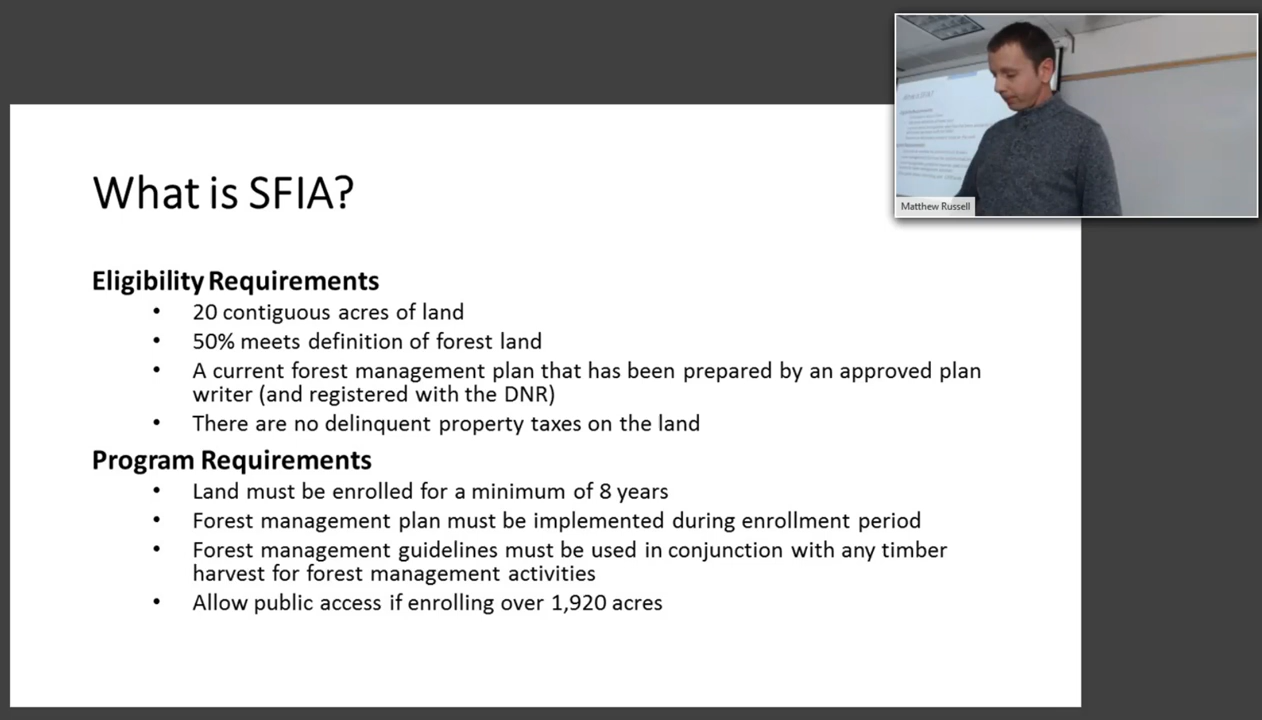 What is SFIA?
Eligibility Requirements
• 20 contiguous acres of land
• 50% meets definition of forest land
• A current forest management plan that has been prepared by an approved plan
writer (and registered with the DNR)
• There are no delinquent property taxes on the land
Program Requirements
• Land must be enrolled for a minimum of 8 years
• Forest management plan must be implemented during enrollment period
• Forest management guidelines must be used in conjunction with any timber
harvest for forest management activities
• Allow public access if enrolling over 1,920 acres
Matthew Russell